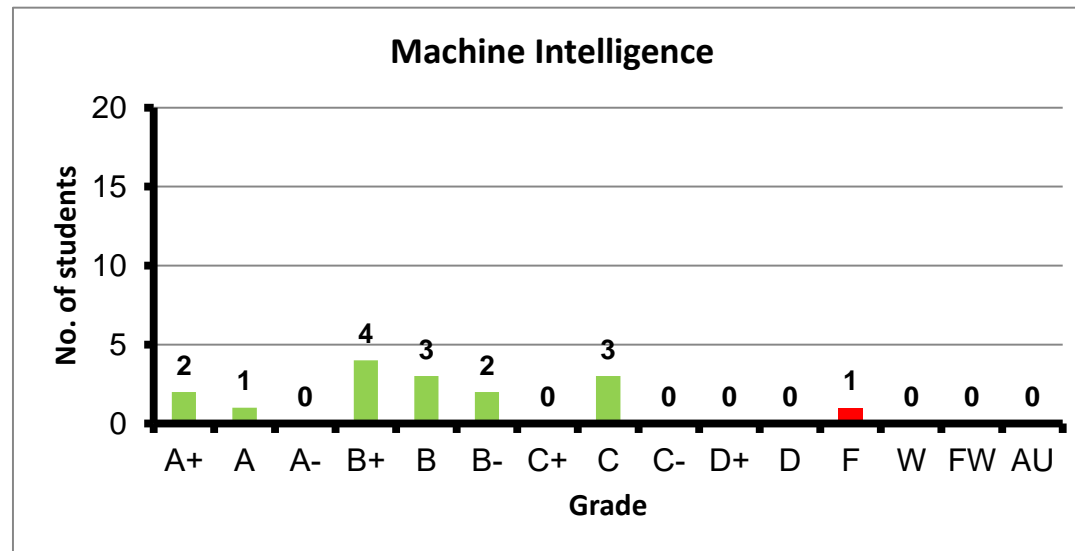 Machine Intelligence
No. of students
20
15
10
5
0
2 1 0 4 3 2 0 3 0 0 0 1 0 0 0
A+ A A- B+ B B- C+ C C- D+ D F W FW AU
Grade